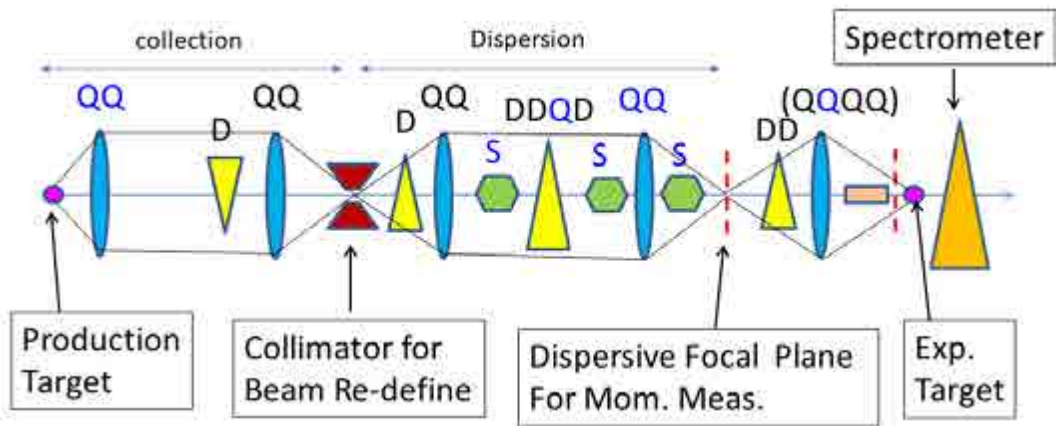 collection
Dispersion
Spectrometer
QQ
QQ
QQ
DDQD
QQ
(QQQQ)
D
D
DD
S
S
S
Production
Target
Collimator for
Beam Re-define
Dispersive Focal Plane
For Mom. Meas.
Exp.
Target